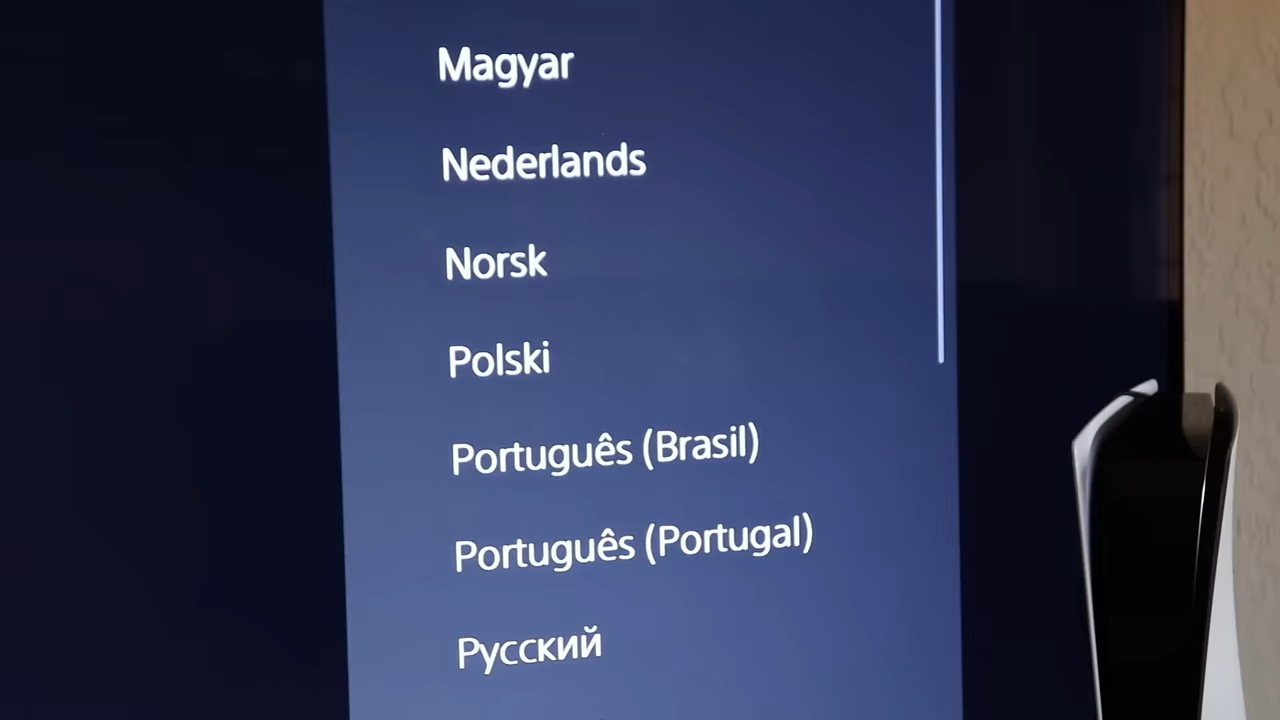 Magyar
Nederlands
Norsk
Polski
Português (Brasil)
Português (Portugal)
Русский